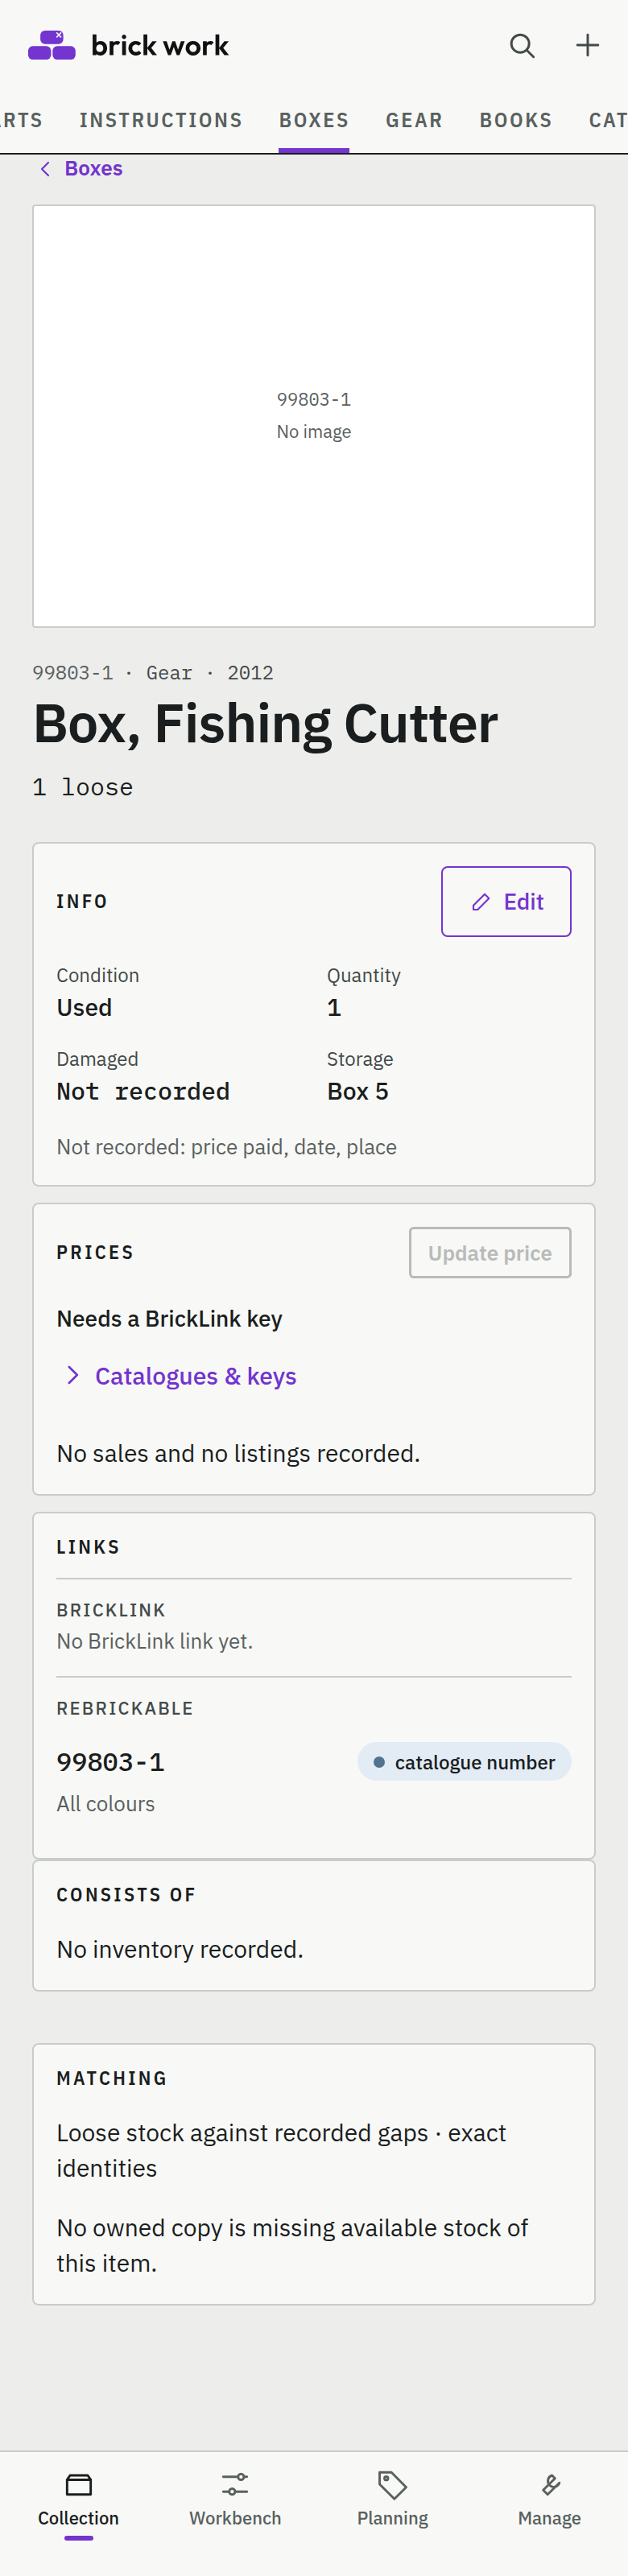 brick work
RTS INSTRUCTIONS BOXES GEAR BOOKS CAT
Boxes
99803-1
No image
99803-1 · Gear · 2012
Box, Fishing Cutter
1 loose
INFO
Edit
Condition
Quantity
Used
1
Damaged
Storage
Not recorded
Box 5
Not recorded: price paid, date, place
PRICES
Update price
Needs a BrickLink key
Catalogues & keys
No sales and no listings recorded.
LINKS
BRICKLINK
No BrickLink link yet.
REBRICKABLE
99803-1
catalogue number
All colours
CONSISTS OF
No inventory recorded.
MATCHING
Loose stock against recorded gaps · exact
identities
No owned copy is missing available stock of
this item.
Collection Workbench Planning Manage